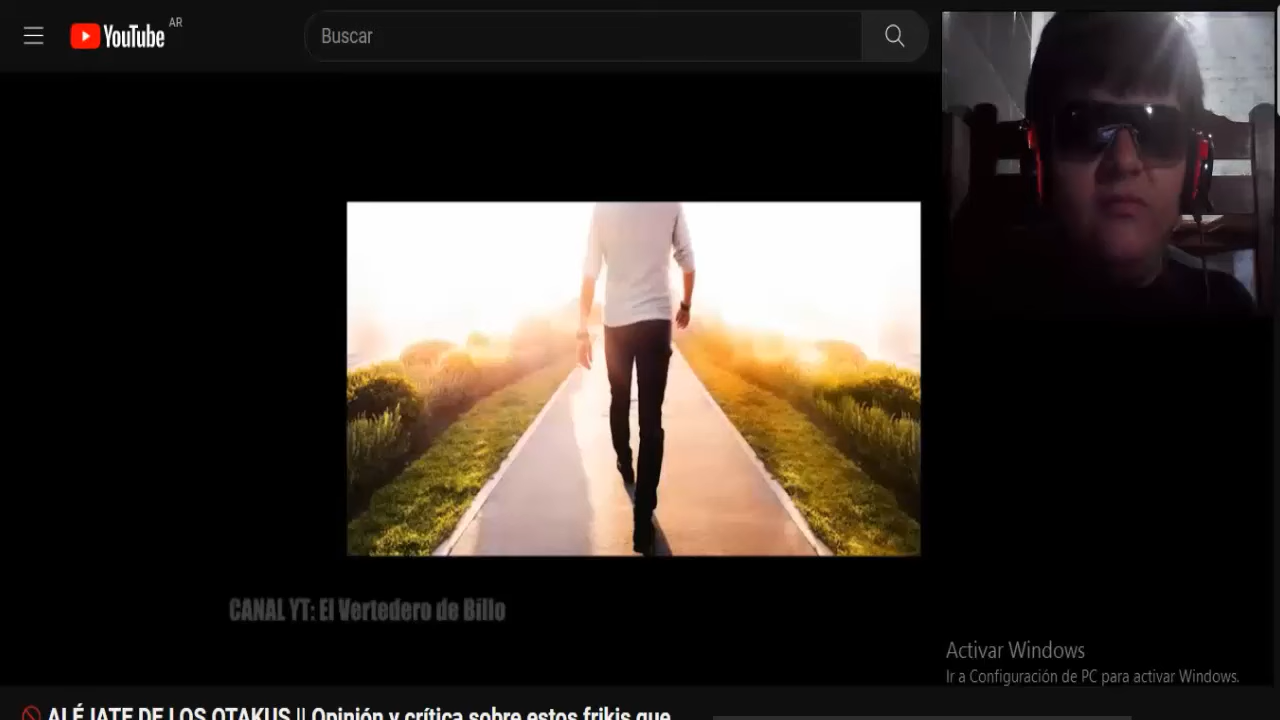 YouTube AR
Buscar
CANAL YT: El Vertedero de Billo
Activar Windows
Ir a Configuración de PC para activar Windows.
ALÉJATE DE LOS OTAKUS || Opinión y crítica sobre estos frikis que